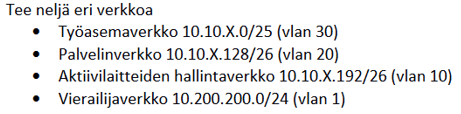 Tee neljä eri verkkoa
• Työasemaverkko 10.10.X.0/25 (vlan 30)
• Palvelinverkko 10.10.X.128/26 (vlan 20)
• Aktiivilaitteiden hallintaverkko 10.10.X.192/26 (vlan 10)
• Vierailijaverkko 10.200.200.0/24 (vlan 1)